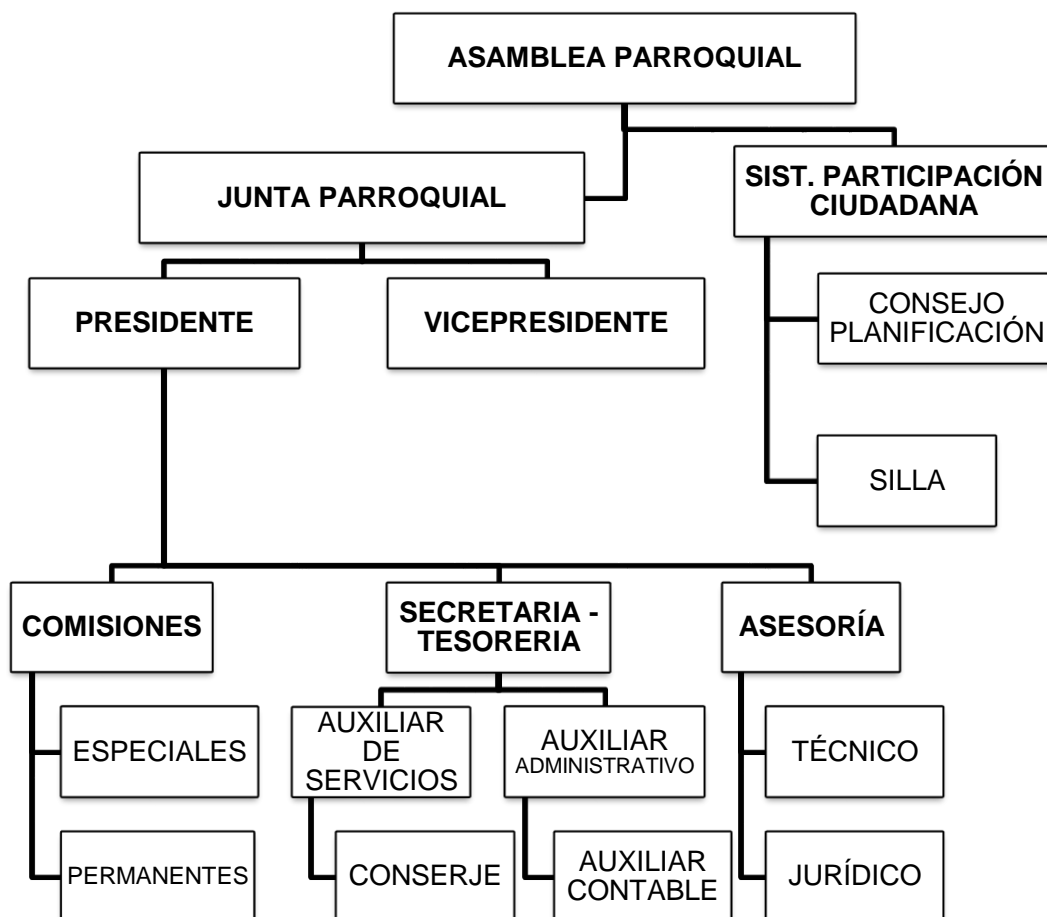 ASAMBLEA PARROQUIAL
JUNTA PARROQUIAL
SIST. PARTICIPACIÓN
CIUDADANA
PRESIDENTE
VICEPRESIDENTE
CONSEJO
PLANIFICACIÓN
SILLA
COMISIONES
SECRETARIA -
TESORERIA
ASESORÍA
ESPECIALES
AUXILIAR
DE
SERVICIOS
AUXILIAR
ADMINISTRATIVO
TÉCNICO
PERMANENTES
CONSERJE
AUXILIAR
CONTABLE
JURÍDICO